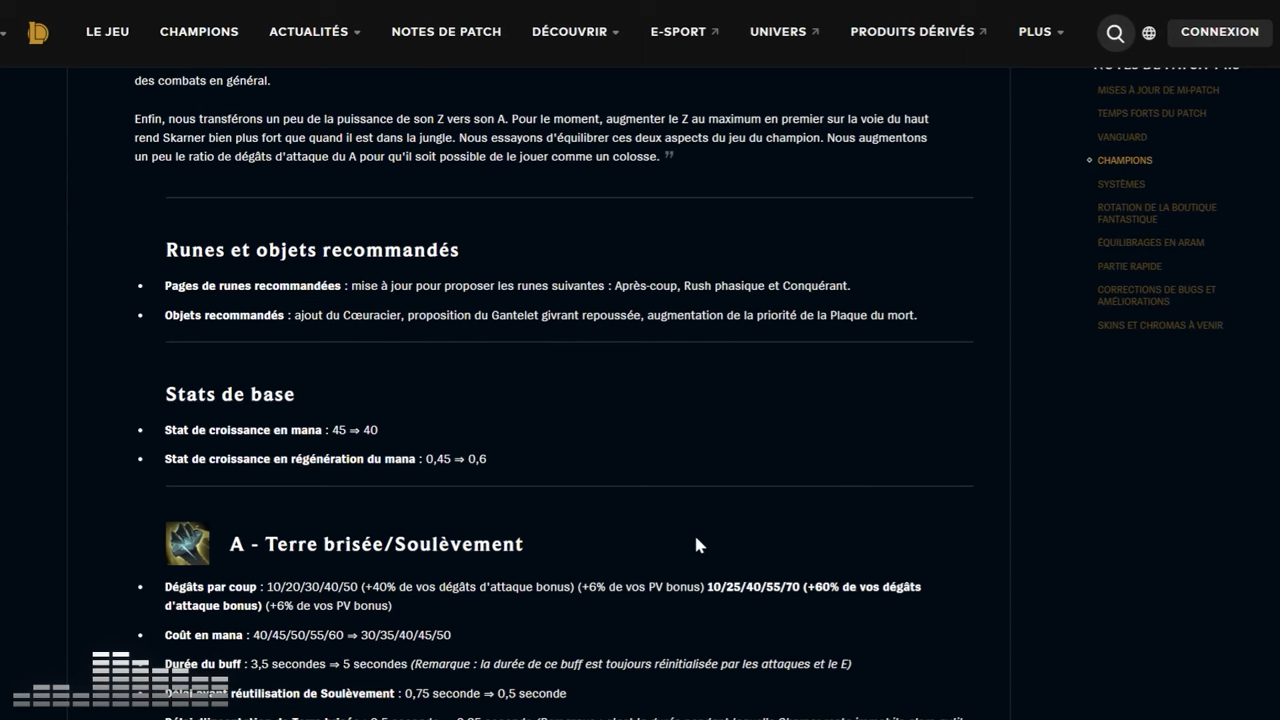 LE JEU
CHAMPIONS
ACTUALITÉS
NOTES DE PATCH
DÉCOUVRIR
E-SPORT
UNIVERS
PRODUITS DÉRIVÉS
PLUS
CONNEXION
des combats en général.
Enfin, nous transférons un peu de la puissance de son Z vers son A. Pour le moment, augmenter le Z au maximum en premier sur la voie du haut
rend Skarner bien plus fort que quand il est dans la jungle. Nous essayons d'équilibrer ces deux aspects du jeu du champion. Nous augmentons
un peu le ratio de dégâts d'attaque du A pour qu'il soit possible de le jouer comme un colosse. ”
Runes et objets recommandés
• Pages de runes recommandées : mise à jour pour proposer les runes suivantes : Après-coup, Rush phasique et Conquérant.
• Objets recommandés : ajout du Cœuracier, proposition du Gantelet givrant repoussée, augmentation de la priorité de la Plaque du mort.
Stats de base
• Stat de croissance en mana : 45 ⇒ 40
• Stat de croissance en régénération du mana : 0,45 ⇒ 0,6
A - Terre brisée/Soulèvement
• Dégâts par coup : 10/20/30/40/50 (+40% de vos dégâts d'attaque bonus) (+6% de vos PV bonus) 10/25/40/55/70 (+60% de vos dégâts
d'attaque bonus) (+6% de vos PV bonus)
• Coût en mana : 40/45/50/55/60 ⇒ 30/35/40/45/50
Durée du buff : 3,5 secondes ⇒ 5 secondes (Remarque : la durée de ce buff est toujours réinitialisée par les attaques et le E)
réutilisation de Soulèvement : 0,75 seconde ⇒ 0,5 seconde
MISES À JOUR DE MI-PATCH
TEMPS FORTS DU PATCH
VANGUARD
CHAMPIONS
SYSTÈMES
ROTATION DE LA BOUTIQUE
FANTASTIQUE
ÉQUILIBRAGES EN ARAM
PARTIE RAPIDE
CORRECTIONS DE BUGS ET
AMÉLIORATIONS
SKINS ET CHROMAS À VENIR